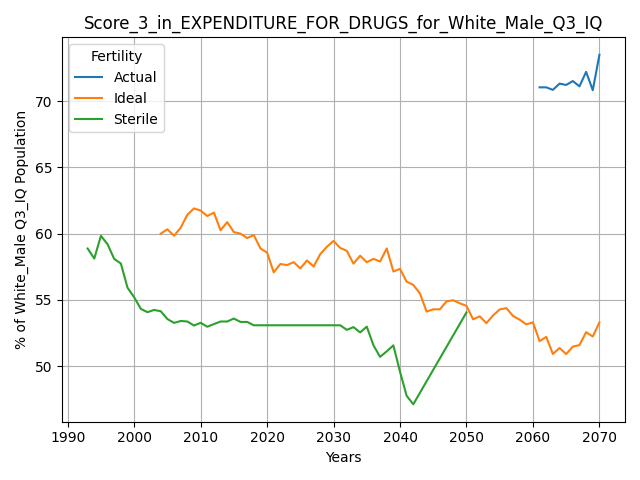 Score_3_in_EXPENDITURE_FOR_DRUGS_for_White_Male_Q3_IQ
Fertility
Actual
Ideal
Sterile
% of White_Male Q3_IQ Population
70
65
60
55
50
1990 2000 2010 2020 2030 2040 2050 2060 2070
Years